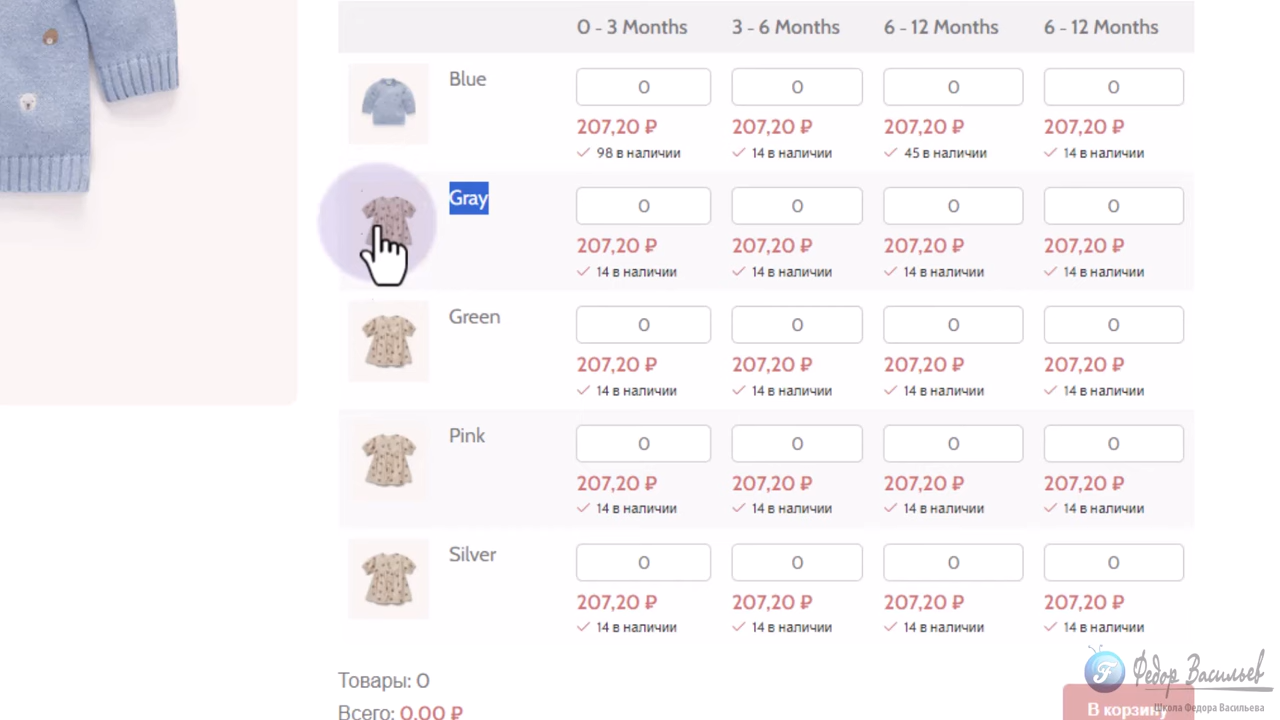 0 - 3 Months 3 - 6 Months 6 - 12 Months 6 - 12 Months
Blue 0 0 0 0
207,20 ₽ 207,20 ₽ 207,20 ₽ 207,20 ₽
98 в наличии 14 в наличии 45 в наличии 14 в наличии
Gray 0 0 0 0
207,20 ₽ 207,20 ₽ 207,20 ₽ 207,20 ₽
14 в наличии 14 в наличии 14 в наличии 14 в наличии
Green 0 0 0 0
207,20 ₽ 207,20 ₽ 207,20 ₽ 207,20 ₽
14 в наличии 14 в наличии 14 в наличии 14 в наличии
Pink 0 0 0 0
207,20 ₽ 207,20 ₽ 207,20 ₽ 207,20 ₽
14 в наличии 14 в наличии 14 в наличии 14 в наличии
Silver 0 0 0 0
207,20 ₽ 207,20 ₽ 207,20 ₽ 207,20 ₽
14 в наличии 14 в наличии 14 в наличии 14 в наличии
Товары: 0
Всего: 0,00 ₽
F Федор Васильев
Школа Федора Васильева
В корзину